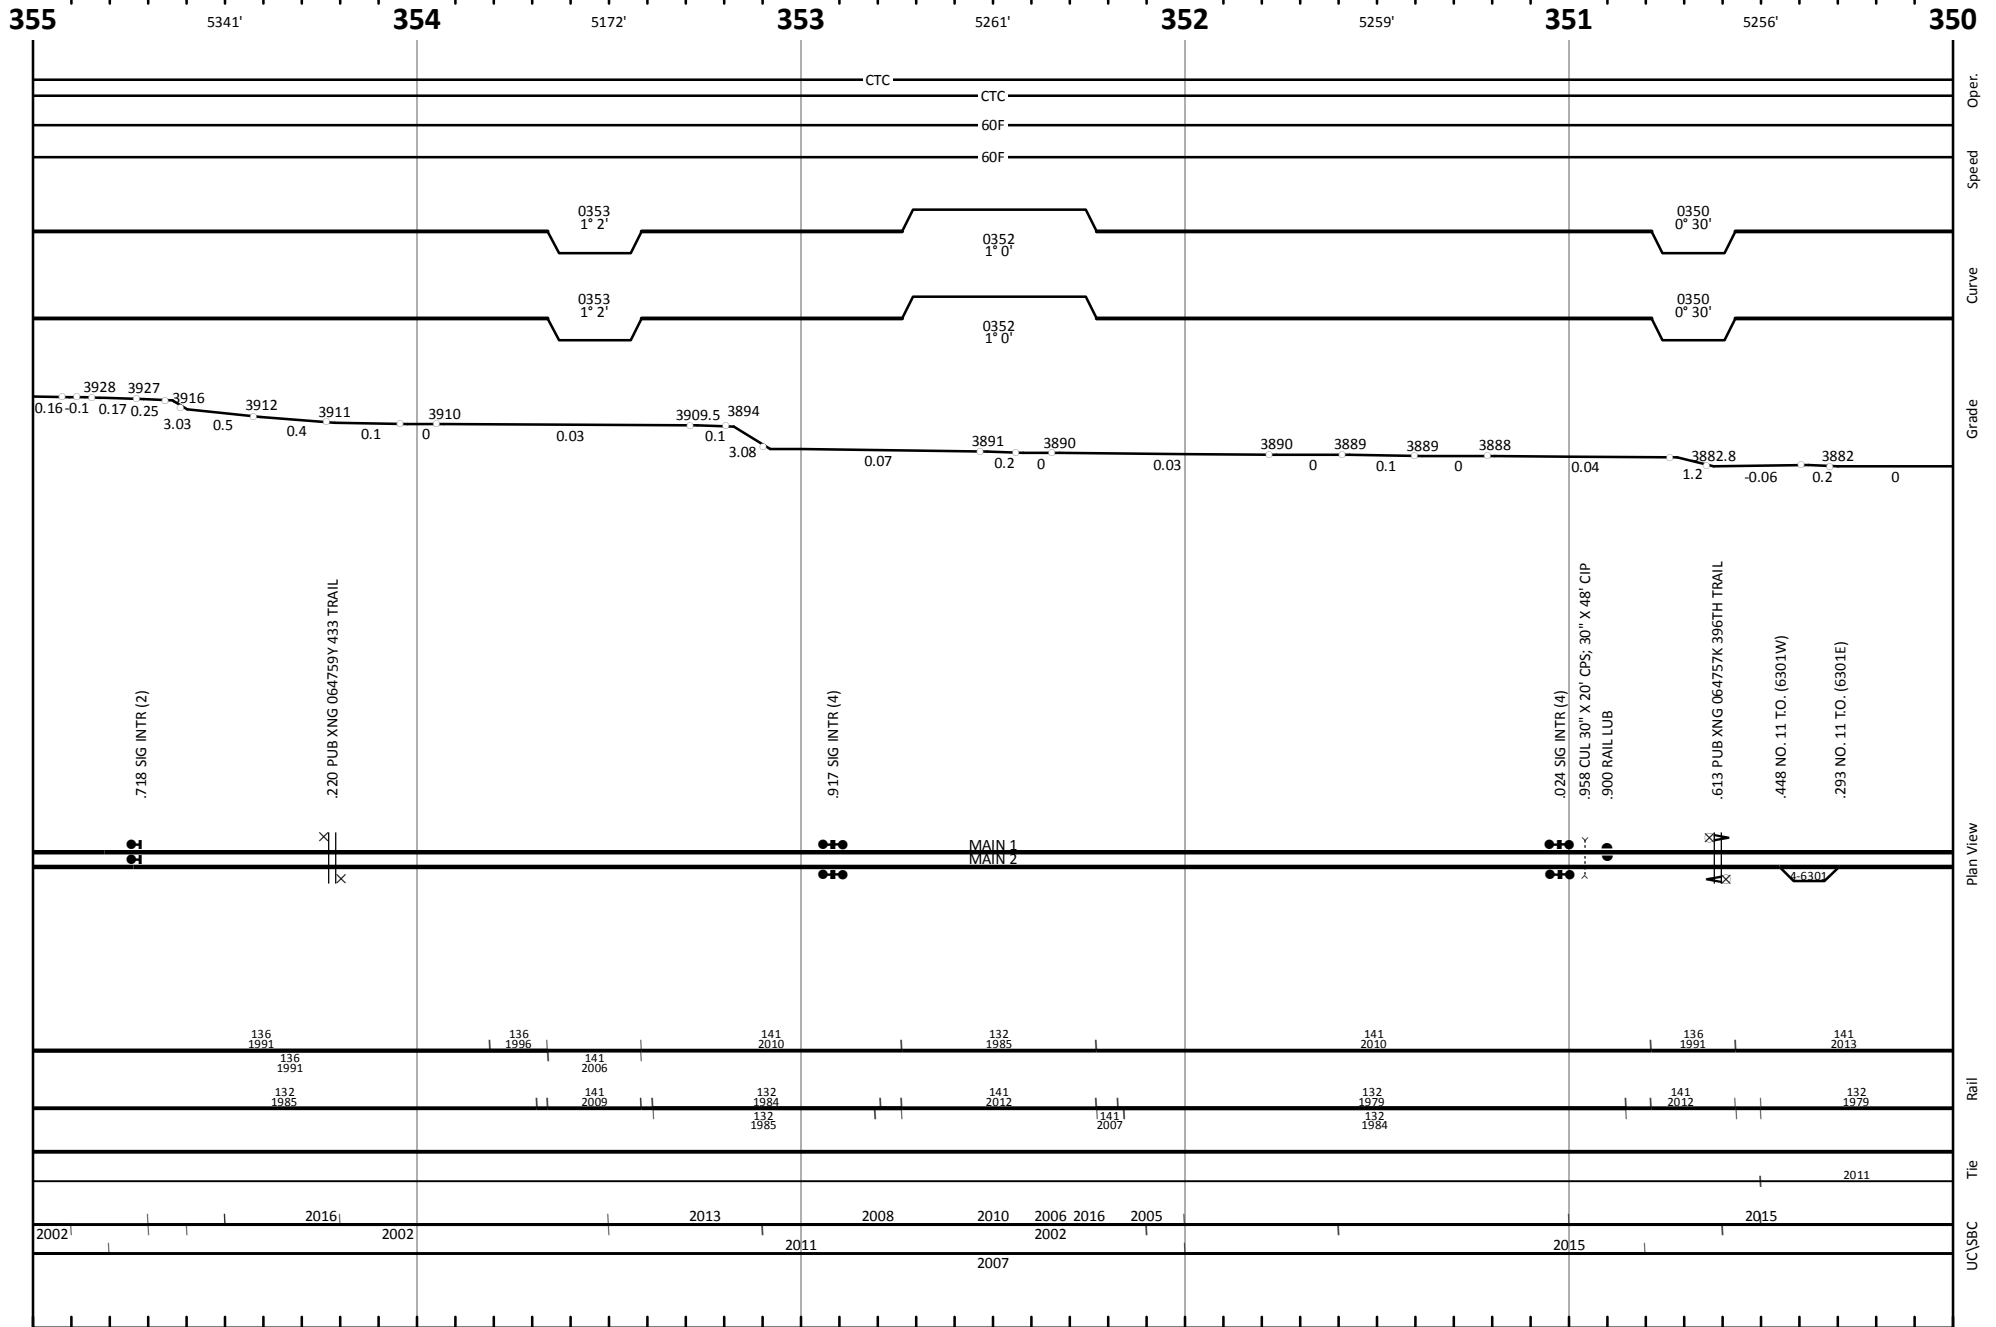 355 5341' 354 5172' 353 5261' 352 5259' 351 5256' 350
CTC
CTC
Oper.
60F
60F
Speed
0353
1° 2'
0352
1° 0'
0350
0° 30'
Curve
0353
1° 2'
0352
1° 0'
0350
0° 30'
3928 3927 3916 3912 3911 3910 3909.5 3894 3891 3890 3890 3889 3889 3888 3882.8 3882
0.16 -0.1 0.17 0.25 3.03 0.5 0.4 0.1 0 0.03 0.1 3.08 0.07 0.2 0 0.03 0 0.1 0 0.04 1.2 -0.06 0.2 0
Grade
.718 SIG INTR (2)
.220 PUB XNG 064759Y 433 TRAIL
.917 SIG INTR (4)
.024 SIG INTR (4)
.958 CUL 30" X 20' CPS; 30" X 48' CIP
.900 RAIL LUB
.613 PUB XNG 064757K 396TH TRAIL
.448 NO. 11 T.O. (6301W)
.293 NO. 11 T.O. (6301E)
MAIN 1
MAIN 2
4-6301
Plan View
136 136 141 132 141 136 141
1991 1996 2010 1985 2010 1991 2013
136 141
1991 2006
132 141 132 141 132 141 132
1985 2009 1984 2012 1979 2012 1979
132 141 132
1985 2007 1984
Rail
2011
Tie
2016 2013 2008 2010 2006 2016 2005 2015
2002 2002 2002
2011 2015
2007
UC\SBC